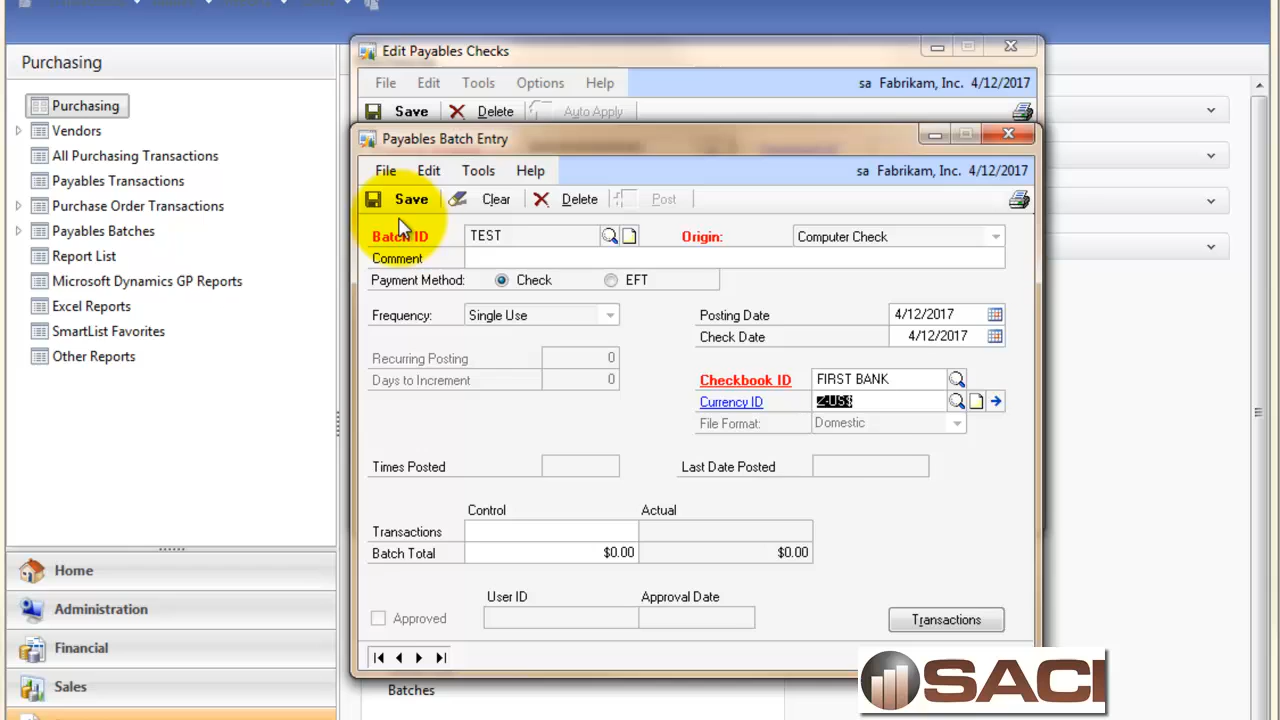 Purchasing
Purchasing
Vendors
All Purchasing Transactions
Payables Transactions
Purchase Order Transactions
Payables Batches
Report List
Microsoft Dynamics GP Reports
Excel Reports
SmartList Favorites
Other Reports
Home
Administration
Financial
Sales
Edit Payables Checks
File Edit Tools Options Help sa Fabrikam, Inc. 4/12/2017
Save Delete Auto Apply
Payables Batch Entry
File Edit Tools Help sa Fabrikam, Inc. 4/12/2017
Save Clear Delete Post
Batch ID TEST Origin: Computer Check
Comment
Payment Method: Check EFT
Frequency: Single Use Posting Date 4/12/2017
Check Date 4/12/2017
Recurring Posting 0
Days to Increment 0
Checkbook ID FIRST BANK
Currency ID Z-US$
File Format: Domestic
Times Posted Last Date Posted
Control Actual
Transactions
Batch Total $0.00 $0.00
User ID Approval Date
Approved
Transactions
Batches
SACI